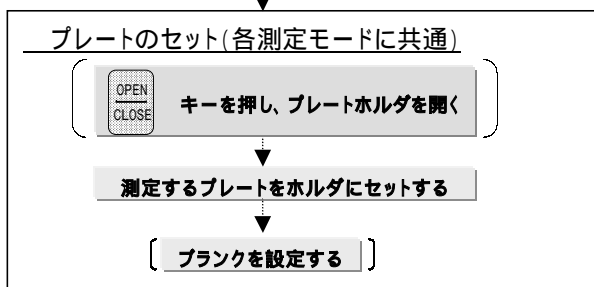 プレートのセット(各測定モードに共通)
OPEN
CLOSE
キーを押し、プレートホルダを開く
測定するプレートをホルダにセットする
ブランクを設定する